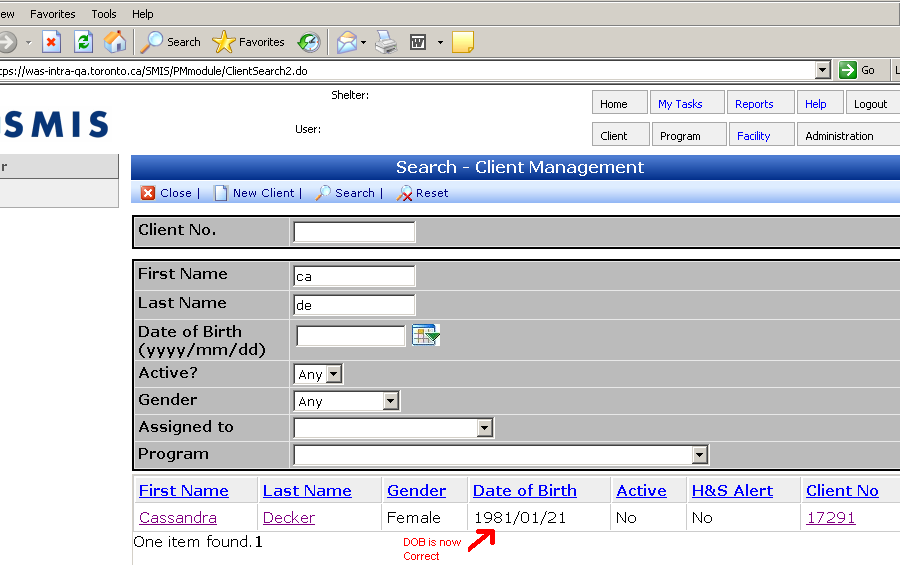 ew Favorites Tools Help
Search Favorites
tps://was-intra-qa.toronto.ca/SMIS/PMmodule/ClientSearch2.do Go L
Shelter:
Home My Tasks Reports Help Logout
SMIS
User:
Client Program Facility Administration
r
Search - Client Management
Close | New Client | Search | Reset
Client No.
First Name ca
Last Name de
Date of Birth
(yyyy/mm/dd)
Active? Any
Gender Any
Assigned to
Program
First Name Last Name Gender Date of Birth Active H&S Alert Client No
Cassandra Decker Female 1981/01/21 No No 17291
One item found.1
DOB is now
Correct